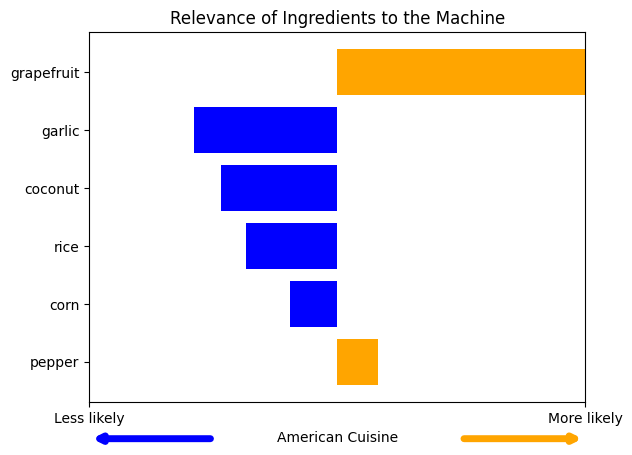 Relevance of Ingredients to the Machine
grapefruit
garlic
coconut
rice
corn
pepper
Less likely More likely
American Cuisine